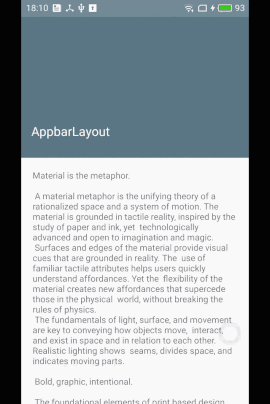 18:10 93
AppbarLayout
Material is the metaphor.
A material metaphor is the unifying theory of a
rationalized space and a system of motion. The
material is grounded in tactile reality, inspired by the
study of paper and ink, yet technologically
advanced and open to imagination and magic.
Surfaces and edges of the material provide visual
cues that are grounded in reality. The use of
familiar tactile attributes helps users quickly
understand affordances. Yet the flexibility of the
material creates new affordances that supercede
those in the physical world, without breaking the
rules of physics.
The fundamentals of light, surface, and movement
are key to conveying how objects move, interact,
and exist in space and in relation to each other.
Realistic lighting shows seams, divides space, and
indicates moving parts.
Bold, graphic, intentional.
The foundational elements of print based design